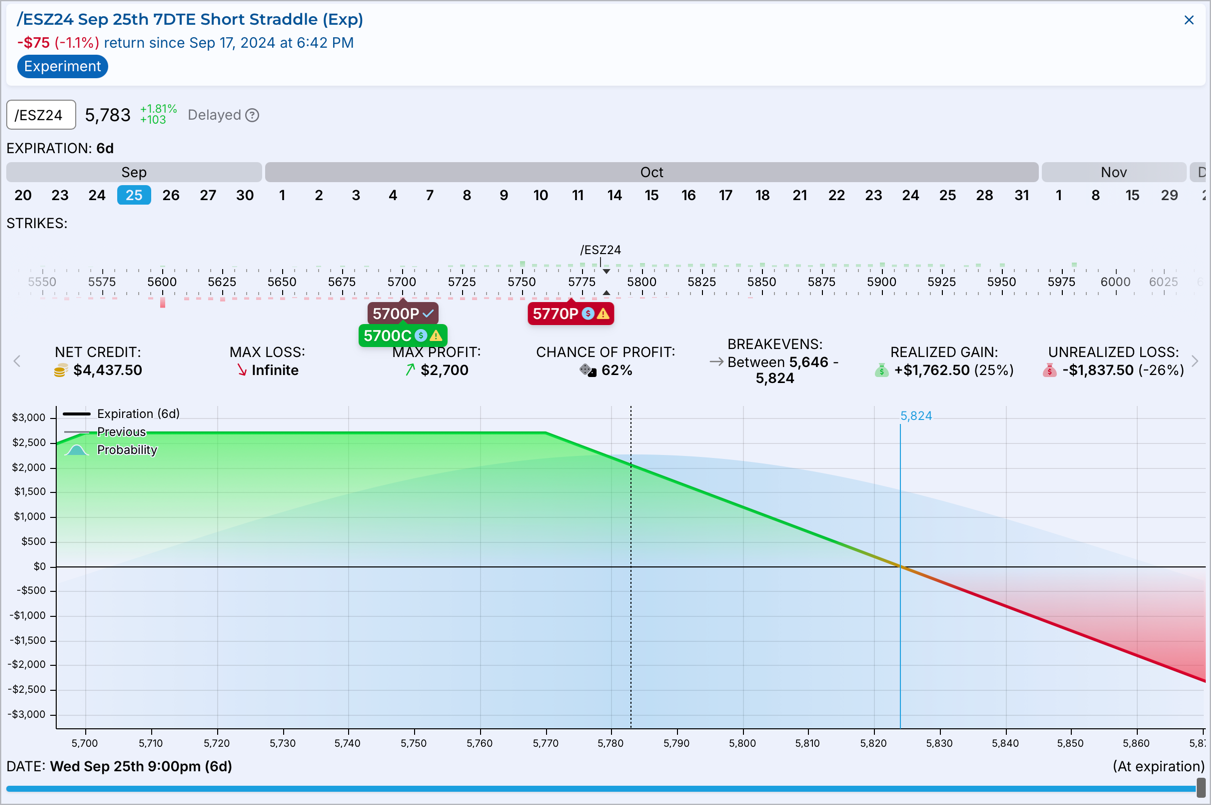 /ESZ24 Sep 25th 7DTE Short Straddle (Exp)
-$75 (-1.1%) return since Sep 17, 2024 at 6:42 PM
Experiment
/ESZ24 5,783 +1.81% +103 Delayed ?
EXPIRATION: 6d
Sep Oct Nov D
20 23 24 25 26 27 30 1 2 3 4 7 8 9 10 11 14 15 16 17 18 21 22 23 24 25 28 31 1 8 15 29 2
STRIKES:
/ESZ24
5550 5575 5600 5625 5650 5675 5700 5725 5750 5775 5800 5825 5850 5875 5900 5925 5950 5975 6000 6025
5700P 5770P $
5700C $
NET CREDIT: MAX LOSS: MAX PROFIT: CHANCE OF PROFIT: BREAKEVENS: REALIZED GAIN: UNREALIZED LOSS:
$4,437.50 Infinite $2,700 62% Between 5,646 - 5,824 $ +$1,762.50 (25%) $ -$1,837.50 (-26%)
5,824
Expiration (6d)
Previous
Probability
$3,000
$2,500
$2,000
$1,500
$1,000
$500
$0
-$500
-$1,000
-$1,500
-$2,000
-$2,500
-$3,000
5,700 5,710 5,720 5,730 5,740 5,750 5,760 5,770 5,780 5,790 5,800 5,810 5,820 5,830 5,840 5,850 5,860 5,87
DATE: Wed Sep 25th 9:00pm (6d) (At expiration)